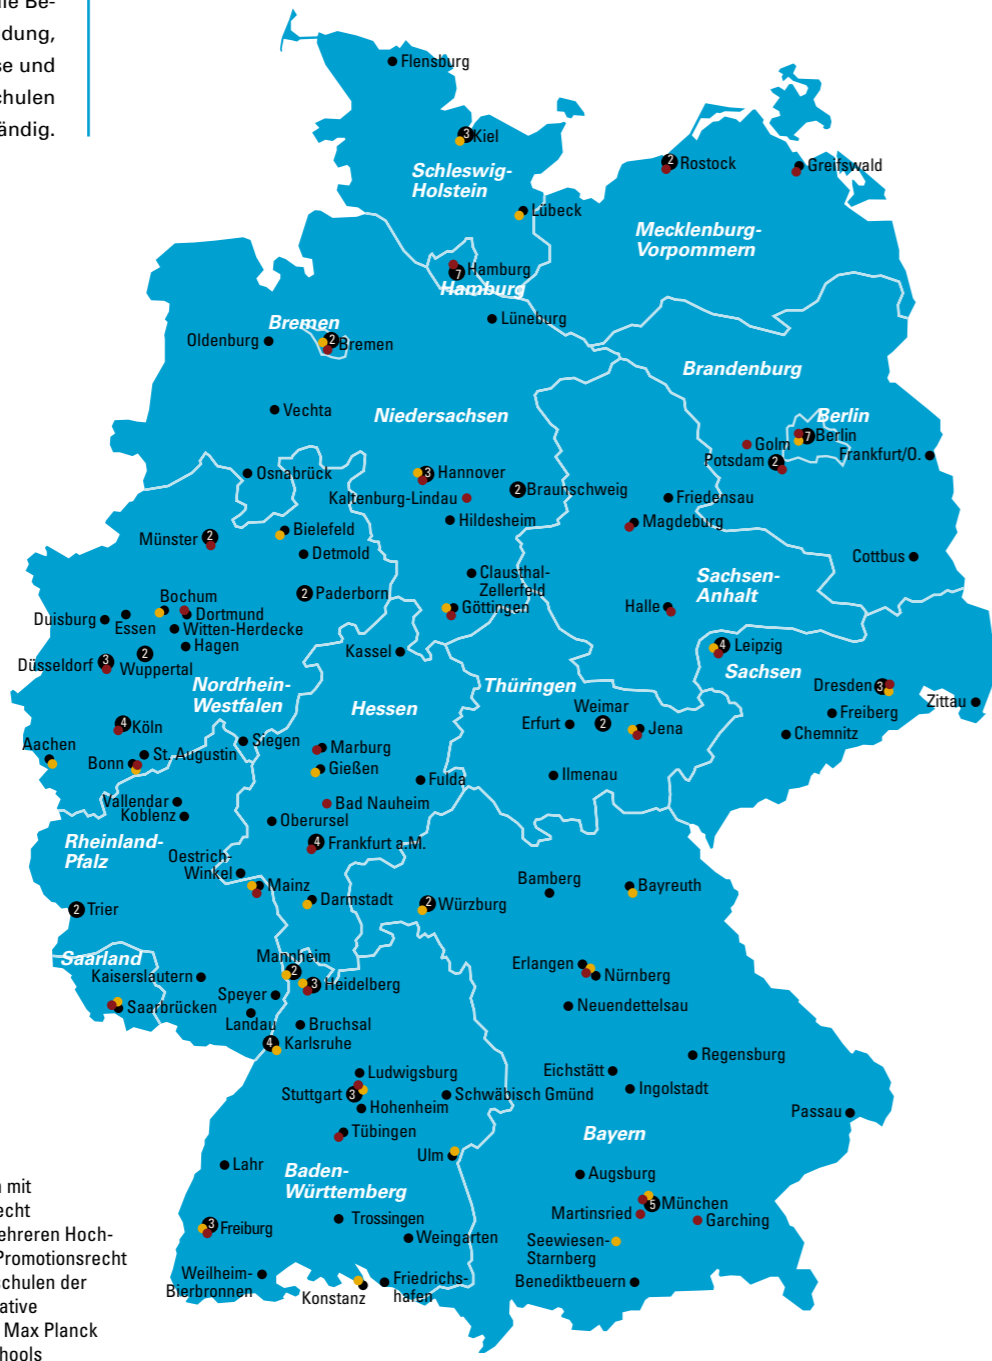 ie Be-
dung,
se und
chulen
ändig.
Flensburg
3 Kiel
Schleswig-
Holstein
2 Rostock
Greifswald
Lübeck
Mecklenburg-
Vorpommern
Hamburg
7
Hamburg
Lüneburg
Bremen
Oldenburg
2 Bremen
Brandenburg
Vechta
Niedersachsen
Berlin
7 Berlin
Golm
Frankfurt/O.
Potsdam 2
Osnabrück
3 Hannover
Kaltenburg-Lindau
2 Braunschweig
Friedensau
Hildesheim
Magdeburg
Bielefeld
Münster 2
Detmold
Cottbus
Clausthal-
Zellerfeld
Sachsen-
Anhalt
2 Paderborn
Bochum
Göttingen
Halle
Duisburg
Essen
Dortmund
Witten-Herdecke
Hagen
Kassel
4 Leipzig
Düsseldorf 3
2
Wuppertal
Sachsen
Nordrhein-
Westfalen
Thüringen
Dresden 3
Hessen
Weimar
2
Zittau
4 Köln
Erfurt
Jena
Freiberg
Chemnitz
Aachen
Siegen
St. Augustin
Bonn
Marburg
Gießen
Ilmenau
Fulda
Vallendar
Koblenz
Bad Nauheim
Oberursel
Rheinland-
Pfalz
4 Frankfurt a.M.
Oestrich-
Winkel
Mainz
Bamberg
Bayreuth
Darmstadt
2 Würzburg
2 Trier
Saarland
Mannheim
2
Erlangen
Nürnberg
Kaiserslautern
3 Heidelberg
Speyer
Saarbrücken
Neuendettelsau
Landau
Bruchsal
4 Karlsruhe
Regensburg
Ludwigsburg
Eichstätt
Stuttgart 3
Schwäbisch Gmünd
Ingolstadt
Hohenheim
Passau
Tübingen
Bayern
Ulm
Lahr
Baden-
Württemberg
Augsburg
5 München
Martinsried
Garching
3 Freiburg
Trossingen
Weingarten
Seewiesen-
Starnberg
Weilheim-
Bierbronnen
Konstanz
Friedrichs-
hafen
Benediktbeuern
n mit
recht
ehreren Hoch-
Promotionsrecht
schulen der
ative
Max Planck
hools